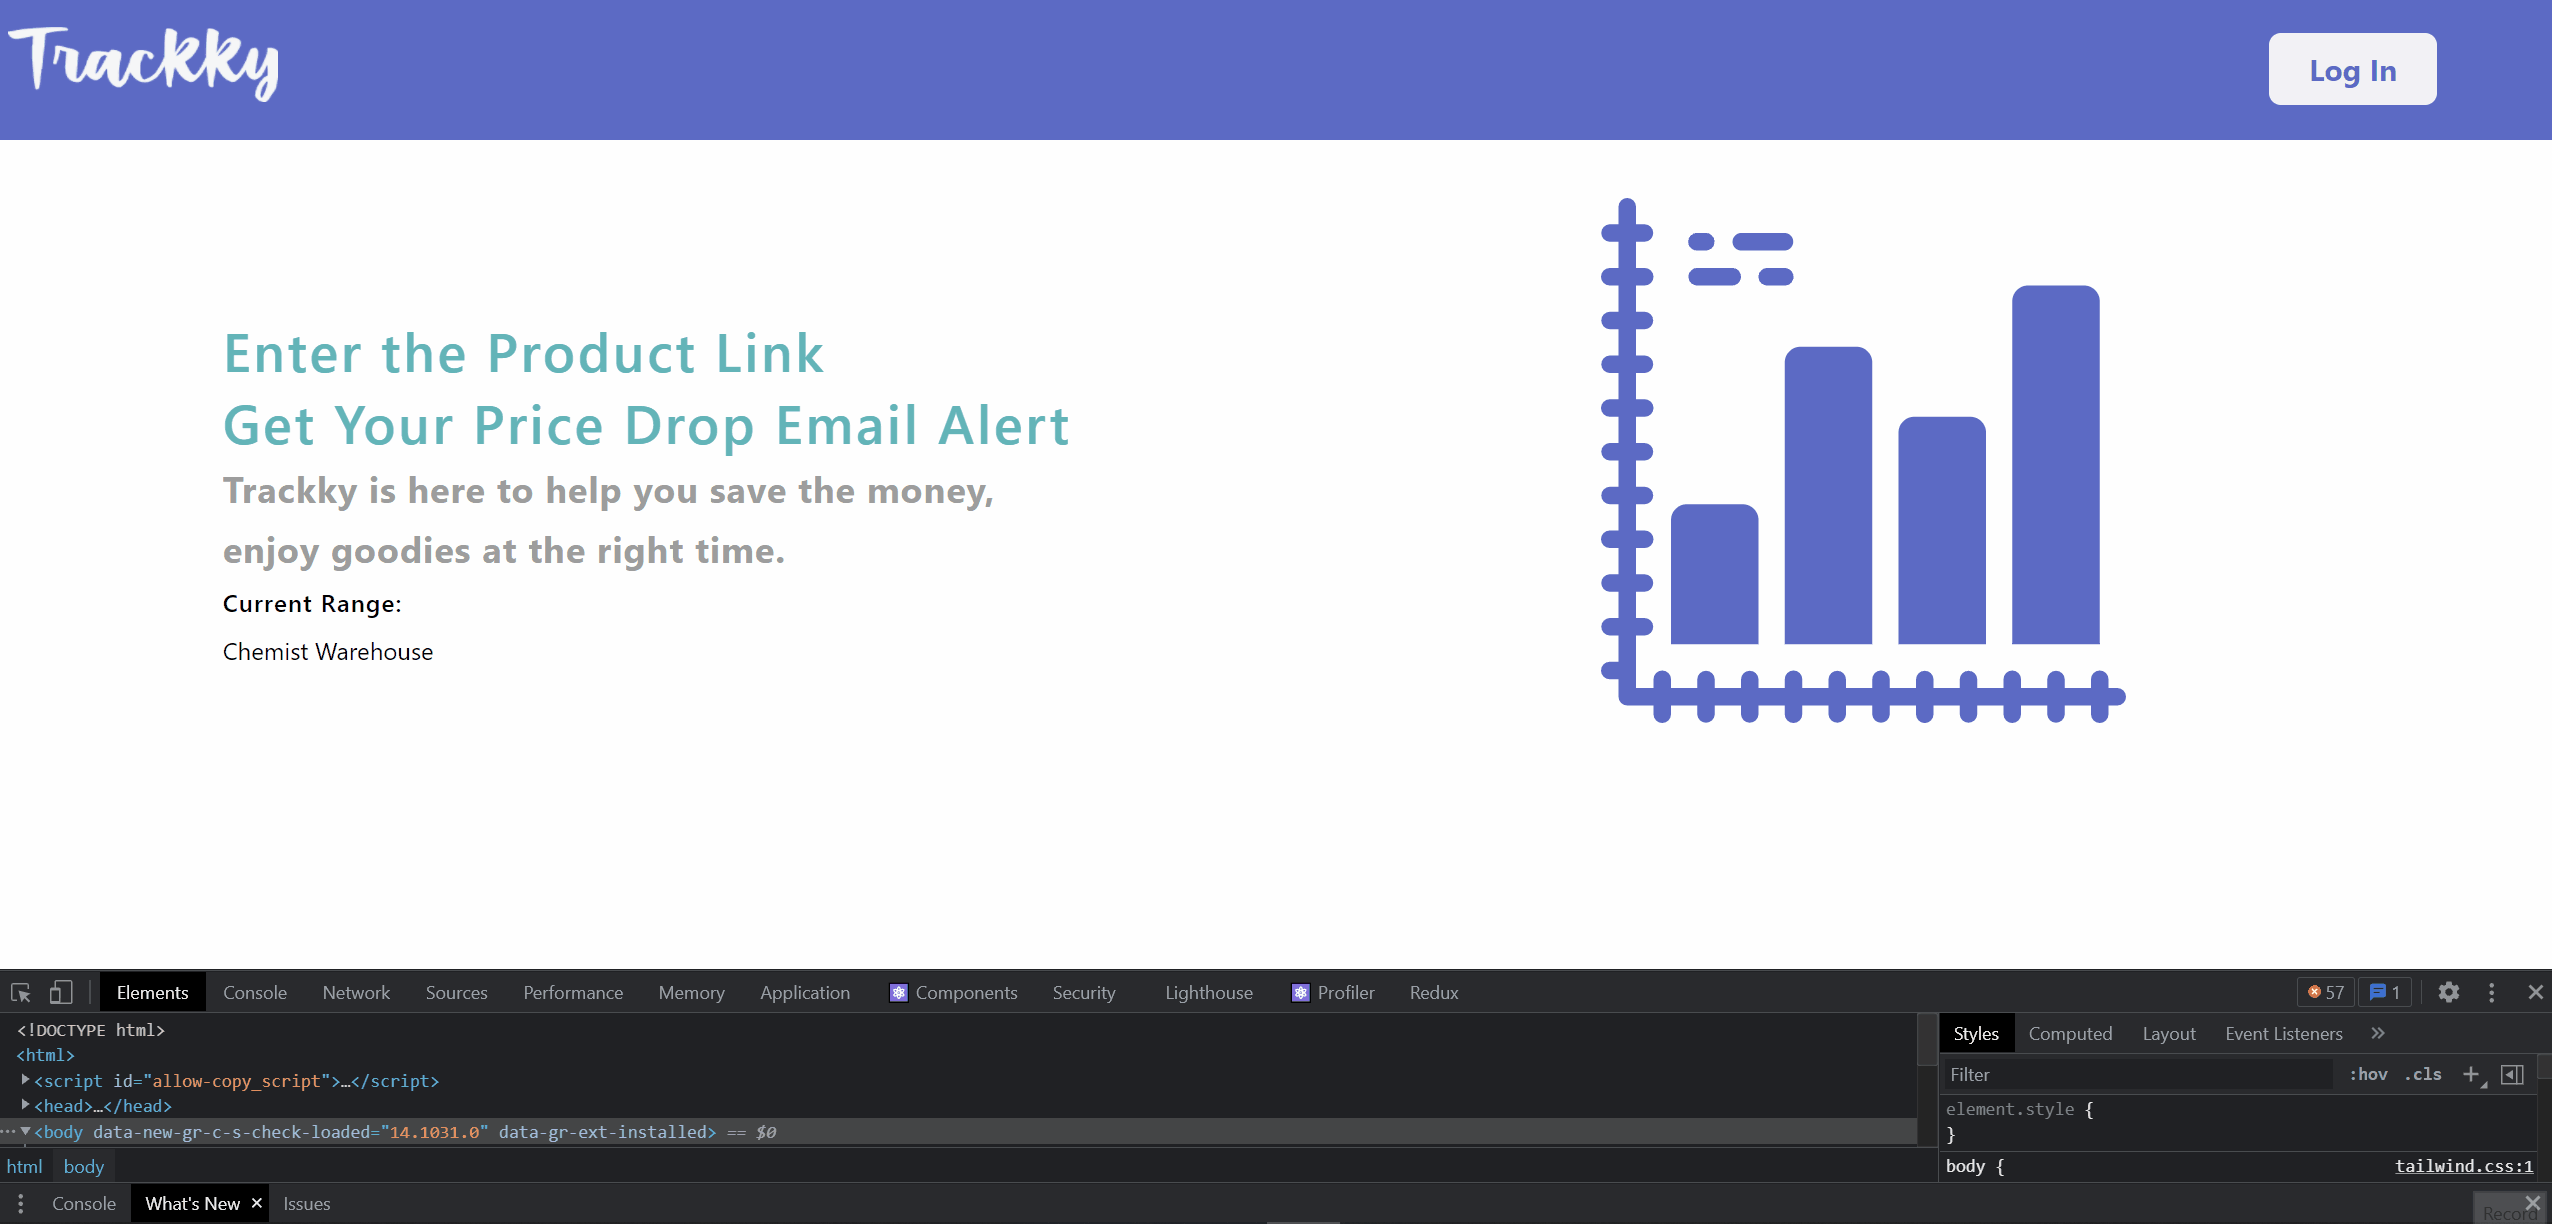 Trackky
Log In
Enter the Product Link
Get Your Price Drop Email Alert
Trackky is here to help you save the money,
enjoy goodies at the right time.
Current Range:
Chemist Warehouse
Elements Console Network Sources Performance Memory Application Components Security Lighthouse Profiler Redux 57 1
<!DOCTYPE html>
<html>
<script id="allow-copy_script">…</script>
<head>…</head>
<body data-new-gr-c-s-check-loaded="14.1031.0" data-gr-ext-installed> == $0
html body
Styles Computed Layout Event Listeners »
Filter :hov .cls +
element.style {
}
body { tailwind.css:1
Console What's New × Issues
Record